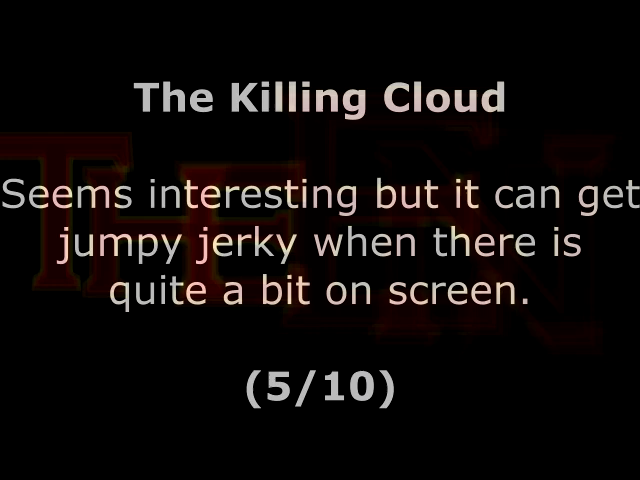 The Killing Cloud
Seems interesting but it can get
jumpy jerky when there is
quite a bit on screen.
(5/10)